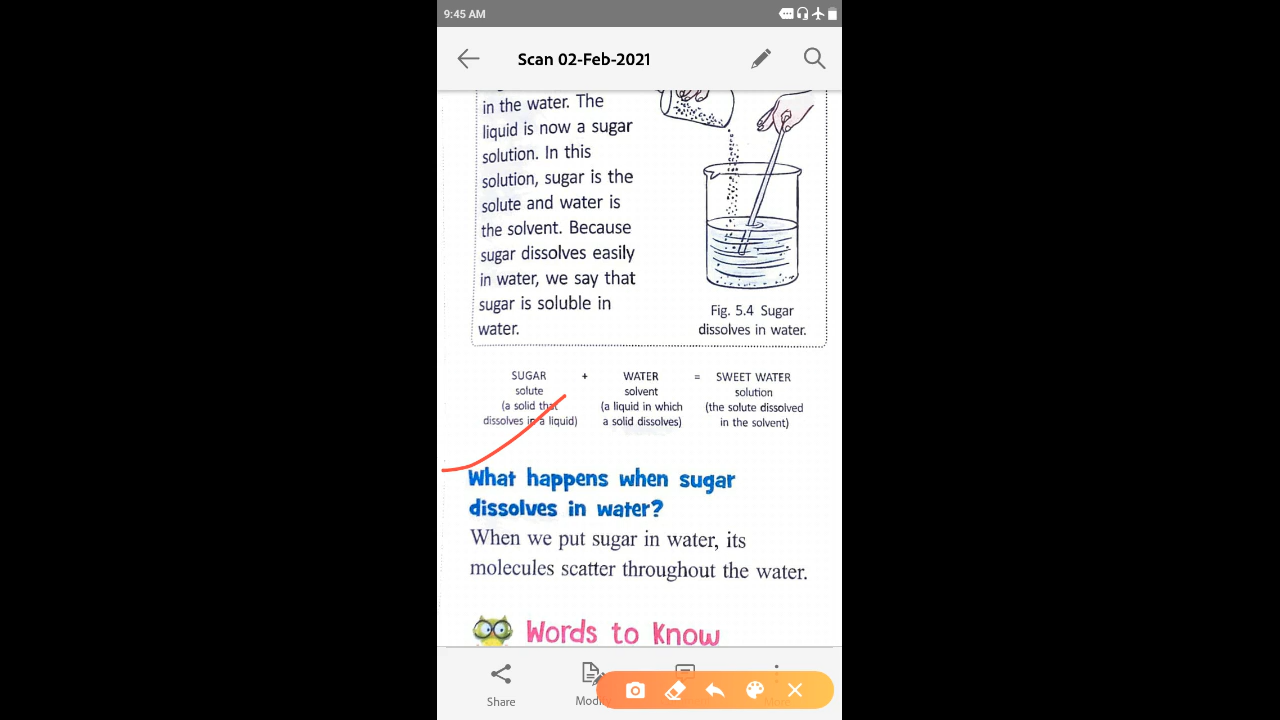 9:45 AM
Scan 02-Feb-2021
in the water. The
liquid is now a sugar
solution. In this
solution, sugar is the
solute and water is
the solvent. Because
sugar dissolves easily
in water, we say that
sugar is soluble in
water.
Fig. 5.4 Sugar
dissolves in water.
SUGAR + WATER = SWEET WATER
solute solvent solution
(a solid that (a liquid in which (the solute dissolved
dissolves in a liquid) a solid dissolves) in the solvent)
What happens when sugar
dissolves in water?
When we put sugar in water, its
molecules scatter throughout the water.
Words to Know
Share